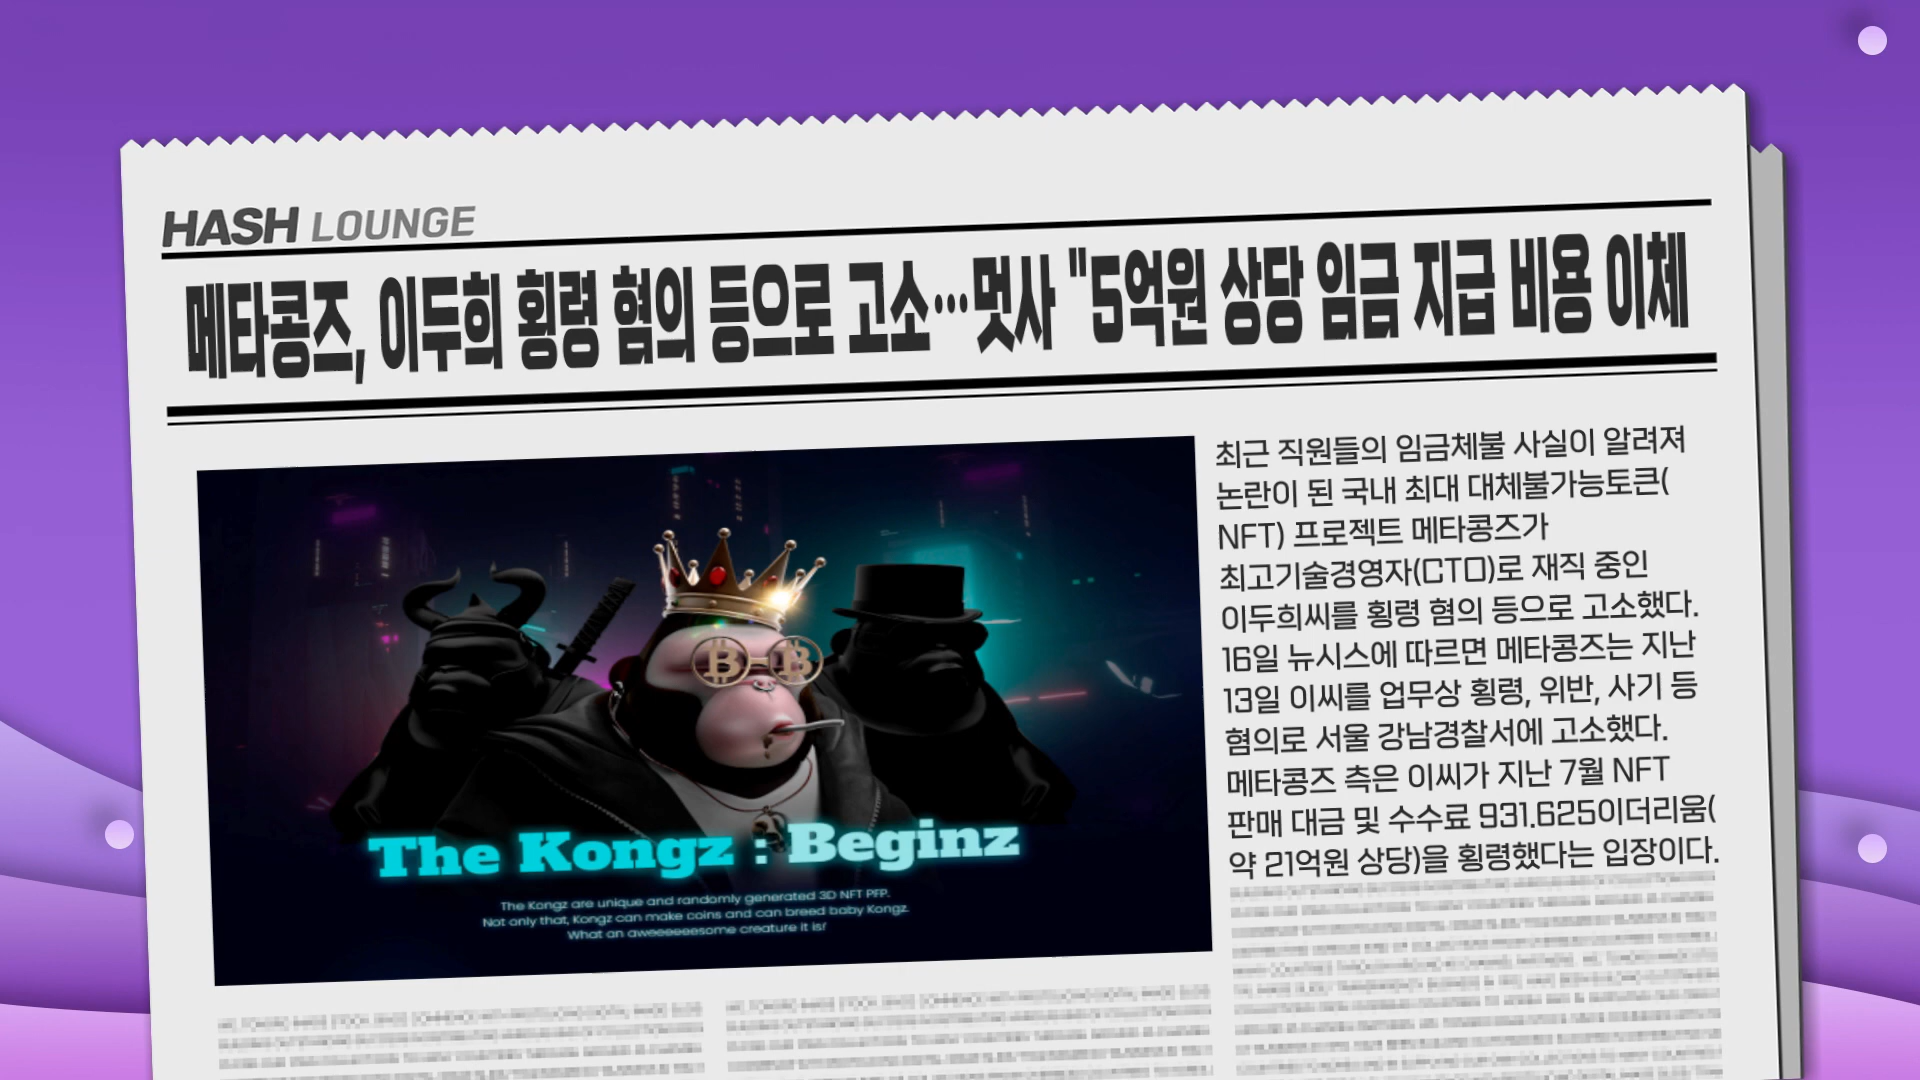 HASH LOUNGE
메타콩즈, 이두희 횡령 혐의 등으로 고소…멋사 "5억원 상당 임금 지급 비용 이체
최근 직원들의 임금체불 사실이 알려져
논란이 된 국내 최대 대체불가능토큰(
NFT) 프로젝트 메타콩즈가
최고기술경영자(CTO)로 재직 중인
이두희씨를 횡령 혐의 등으로 고소했다.
16일 뉴시스에 따르면 메타콩즈는 지난
13일 이씨를 업무상 횡령, 위반, 사기 등
혐의로 서울 강남경찰서에 고소했다.
메타콩즈 측은 이씨가 지난 7월 NFT
판매 대금 및 수수료 931.625이더리움(
약 21억원 상당)을 횡령했다는 입장이다.
The Kongz : Beginz
The Kongz are unique and randomly generated 3D NFT PFP.
Not only that, Kongz can make coins and can breed baby Kongz.
What an aweeeeeesome creature it is!